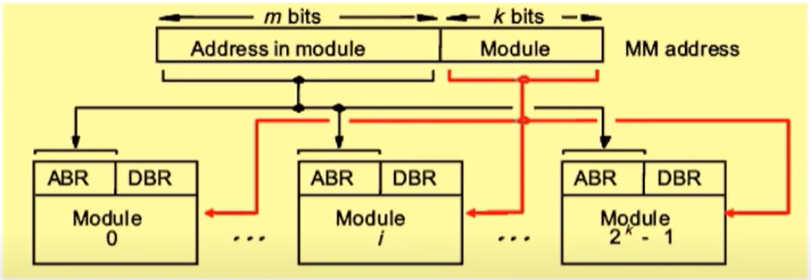 m bits k bits
Address in module Module MM address
ABR DBR ABR DBR ABR DBR
Module Module Module
0 ... i ... 2^k - 1